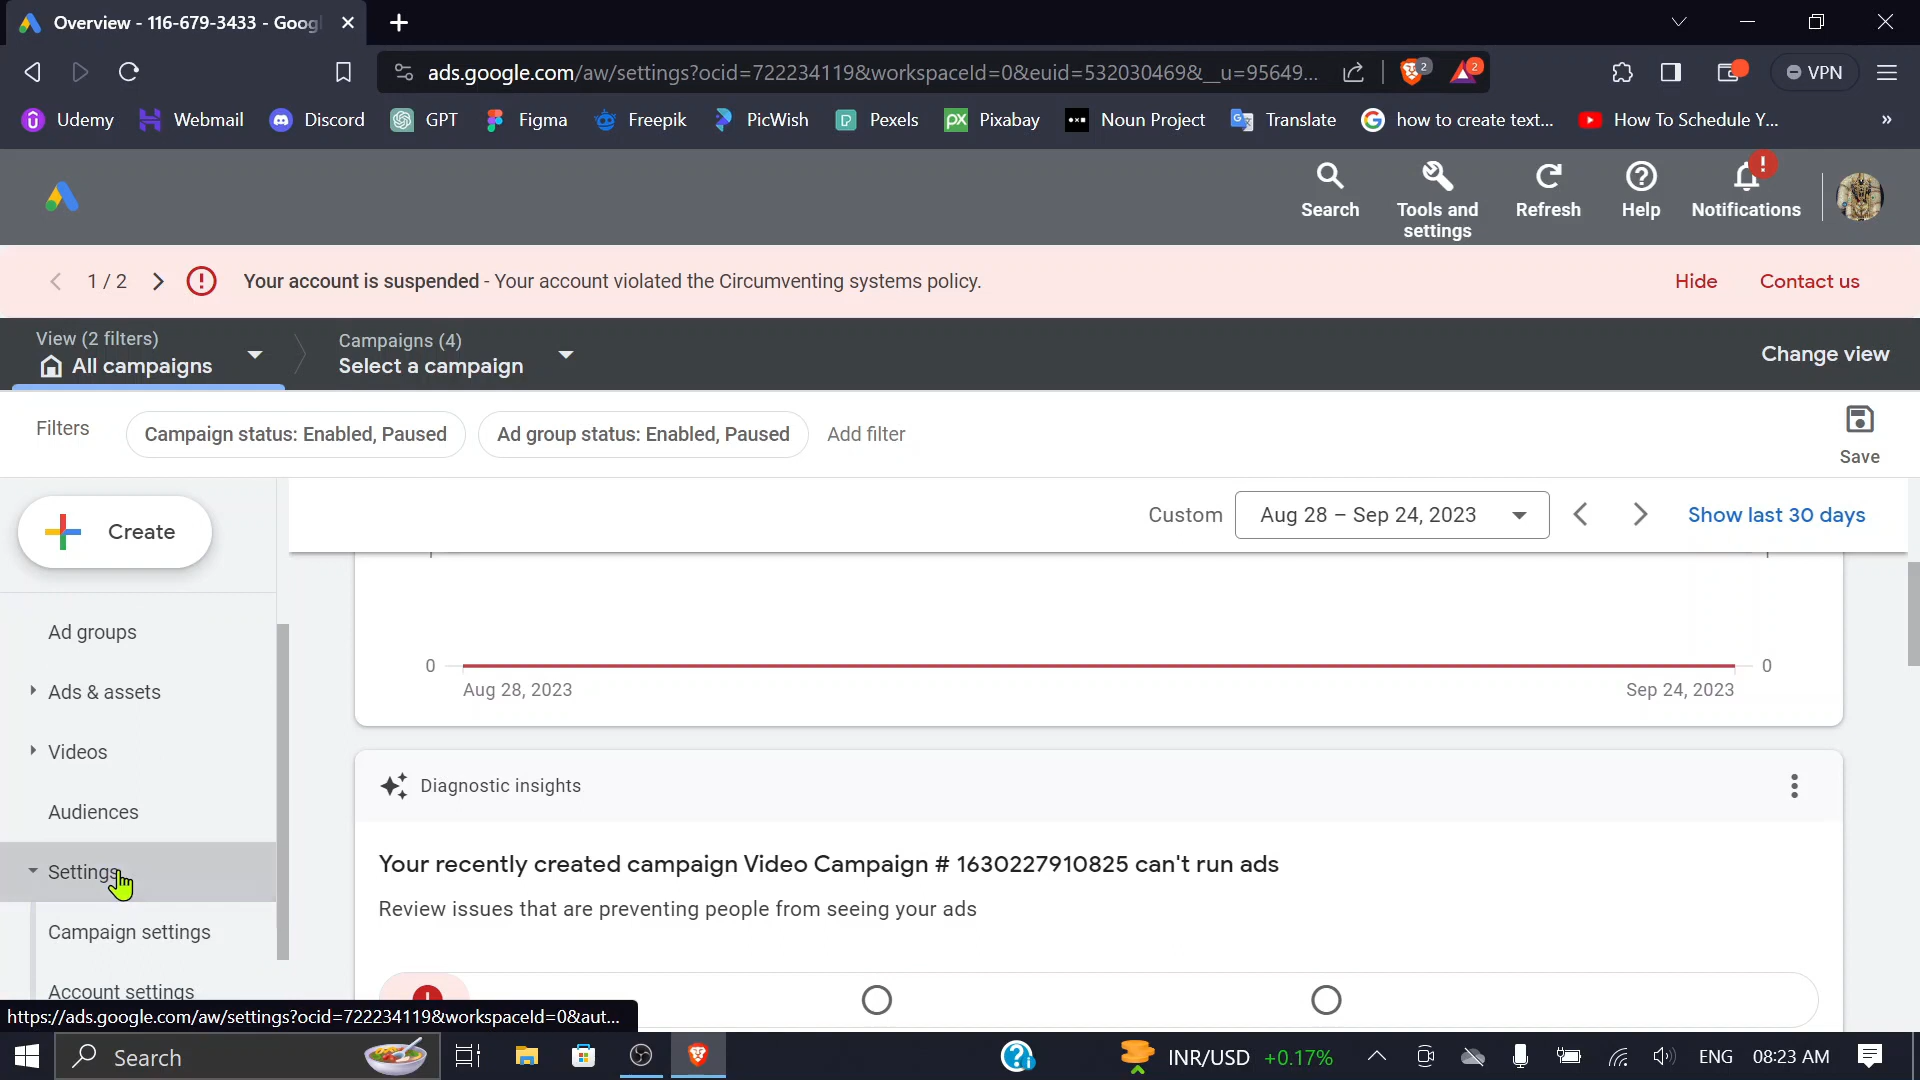 Overview - 116-679-3433 - Goog
ads.google.com/aw/settings?ocid=722234119&workspaceId=0&euid=532030469&__u=95649...
2
2
VPN
Udemy
Webmail
Discord
GPT
Figma
Freepik
PicWish
Pexels
Pixabay
Noun Project
Translate
how to create text...
How To Schedule Y...
»
Search
Tools and
settings
Refresh
Help
Notifications
1 / 2
Your account is suspended - Your account violated the Circumventing systems policy.
Hide
Contact us
View (2 filters)
All campaigns
Campaigns (4)
Select a campaign
Change view
Filters
Campaign status: Enabled, Paused
Ad group status: Enabled, Paused
Add filter
Save
Create
Custom
Aug 28 – Sep 24, 2023
Show last 30 days
Ad groups
Ads & assets
Videos
Audiences
Settings
Campaign settings
Account settings
0
0
Aug 28, 2023
Sep 24, 2023
Diagnostic insights
Your recently created campaign Video Campaign # 1630227910825 can't run ads
Review issues that are preventing people from seeing your ads
https://ads.google.com/aw/settings?ocid=722234119&workspaceId=0&aut...
Search
INR/USD +0.17%
ENG
08:23 AM